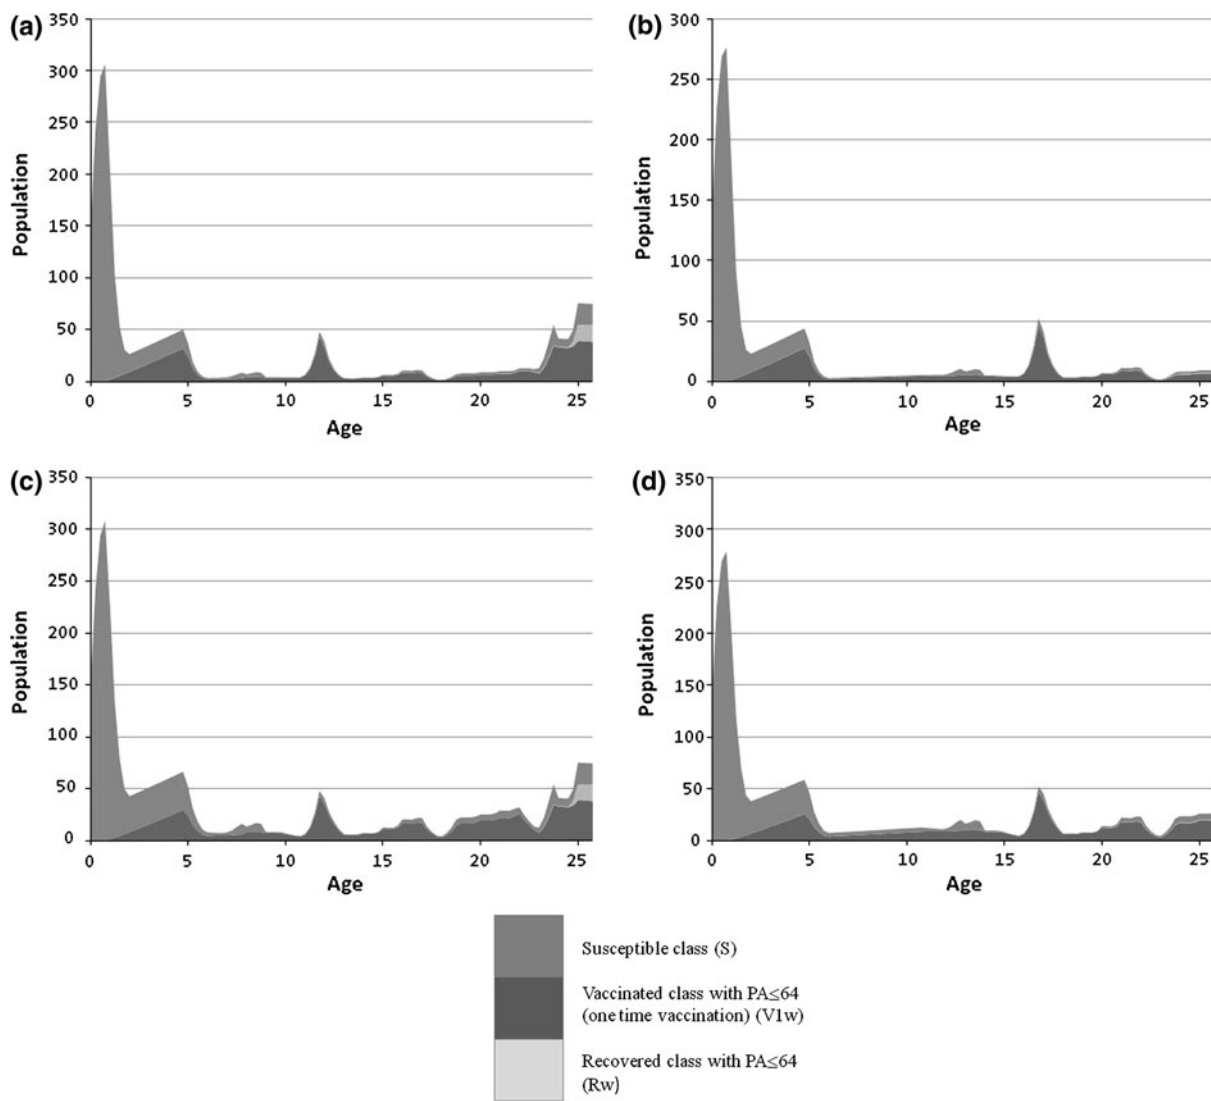 (a)
350
300
250
200
150
100
50
0
Population
0 5 10 15 20 25
Age
(b)
300
250
200
150
100
50
0
Population
0 5 10 15 20 25
Age
(c)
350
300
250
200
150
100
50
0
Population
0 5 10 15 20 25
Age
(d)
350
300
250
200
150
100
50
0
Population
0 5 10 15 20 25
Age
Susceptible class (S)
Vaccinated class with PA≤64
(one time vaccination) (V1w)
Recovered class with PA≤64
(Rw)